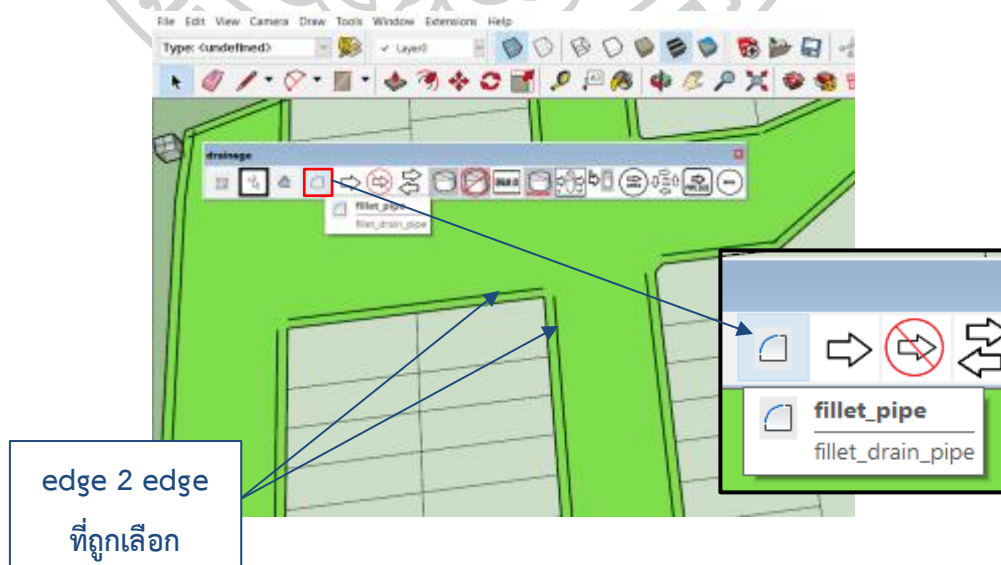 File Edit View Camera Draw Tools Window Extensions Help
Type: <undefined>
Layer0
drainage
fillet_pipe
fillet_drain_pipe
fillet_pipe
fillet_drain_pipe
edge 2 edge
ที่ถูกเลือก